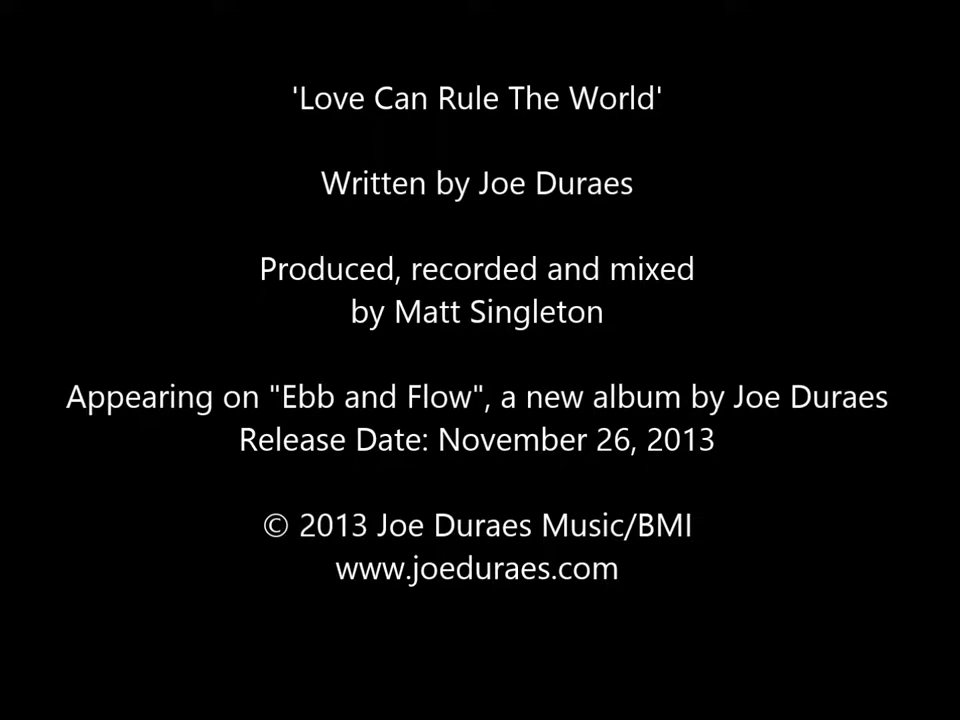 'Love Can Rule The World'
Written by Joe Duraes
Produced, recorded and mixed
by Matt Singleton
Appearing on "Ebb and Flow", a new album by Joe Duraes
Release Date: November 26, 2013
© 2013 Joe Duraes Music/BMI
www.joeduraes.com